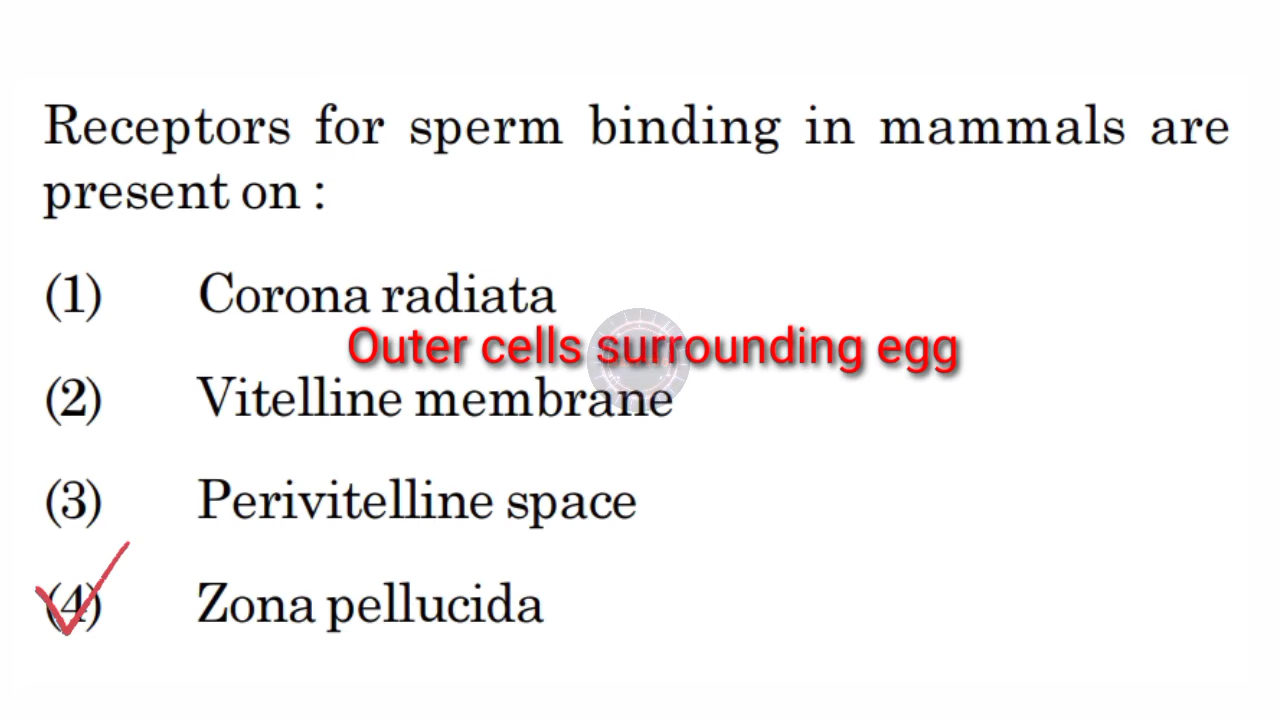 Receptors for sperm binding in mammals are
present on :
(1) Corona radiata
Outer cells surrounding egg
(2) Vitelline membrane
(3) Perivitelline space
(4) Zona pellucida